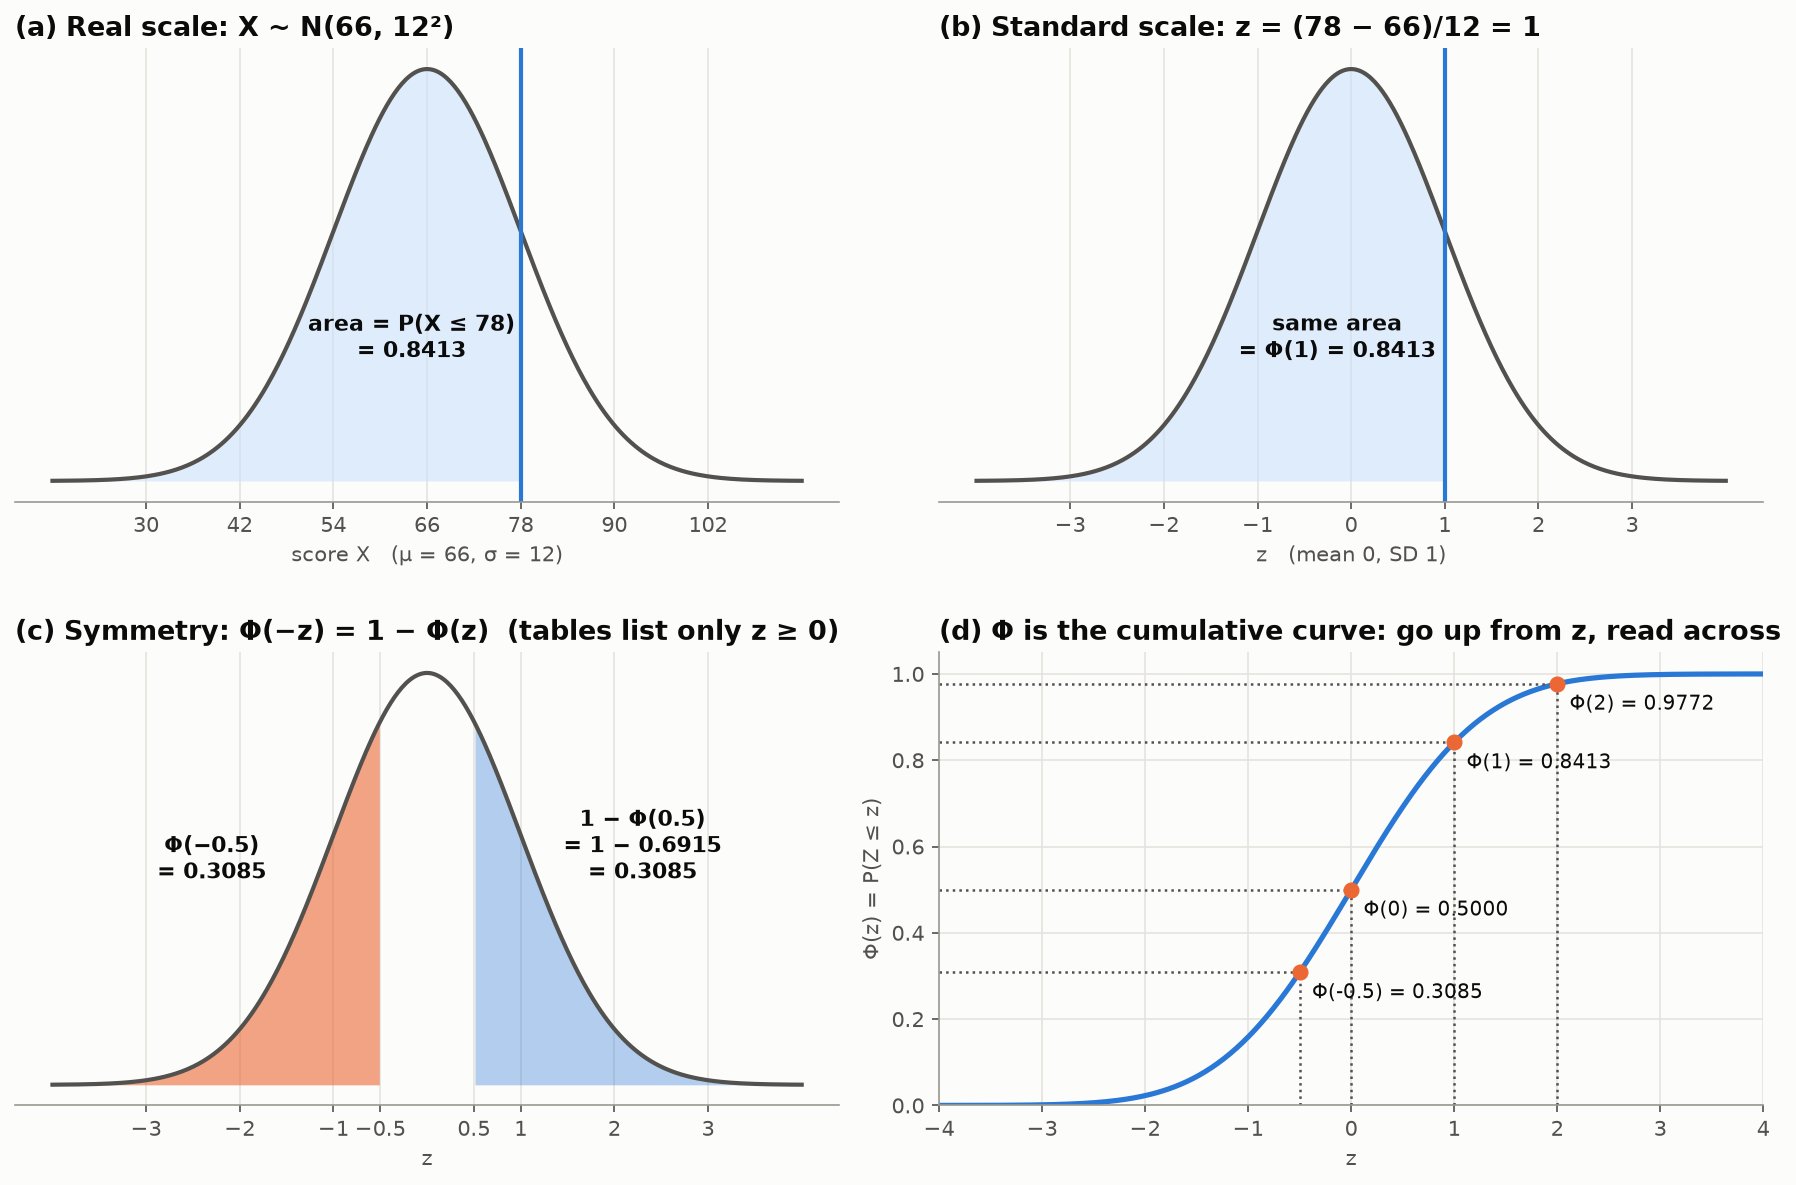 (a) Real scale: X ~ N(66, 12²)
area = P(X ≤ 78)
= 0.8413
30 42 54 66 78 90 102
score X (μ = 66, σ = 12)
(b) Standard scale: z = (78 − 66)/12 = 1
same area
= Φ(1) = 0.8413
−3 −2 −1 0 1 2 3
z (mean 0, SD 1)
(c) Symmetry: Φ(−z) = 1 − Φ(z) (tables list only z ≥ 0)
Φ(−0.5)
= 0.3085
1 − Φ(0.5)
= 1 − 0.6915
= 0.3085
−3 −2 −1 −0.5 0.5 1 2 3
z
(d) Φ is the cumulative curve: go up from z, read across
Φ(z) = P(Z ≤ z)
1.0
0.8
0.6
0.4
0.2
0.0
Φ(2) = 0.9772
Φ(1) = 0.8413
Φ(0) = 0.5000
Φ(-0.5) = 0.3085
−4 −3 −2 −1 0 1 2 3 4
z